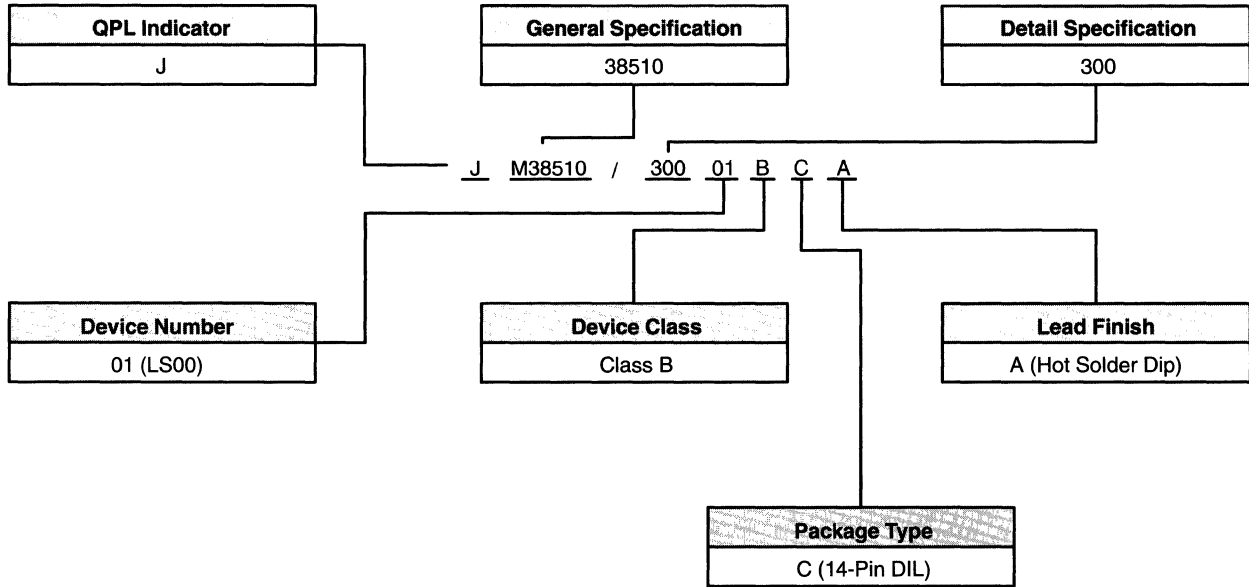 QPL Indicator
J
General Specification
38510
Detail Specification
300
J M38510 / 300 01 B C A
Device Number
01 (LS00)
Device Class
Class B
Lead Finish
A (Hot Solder Dip)
Package Type
C (14-Pin DIL)